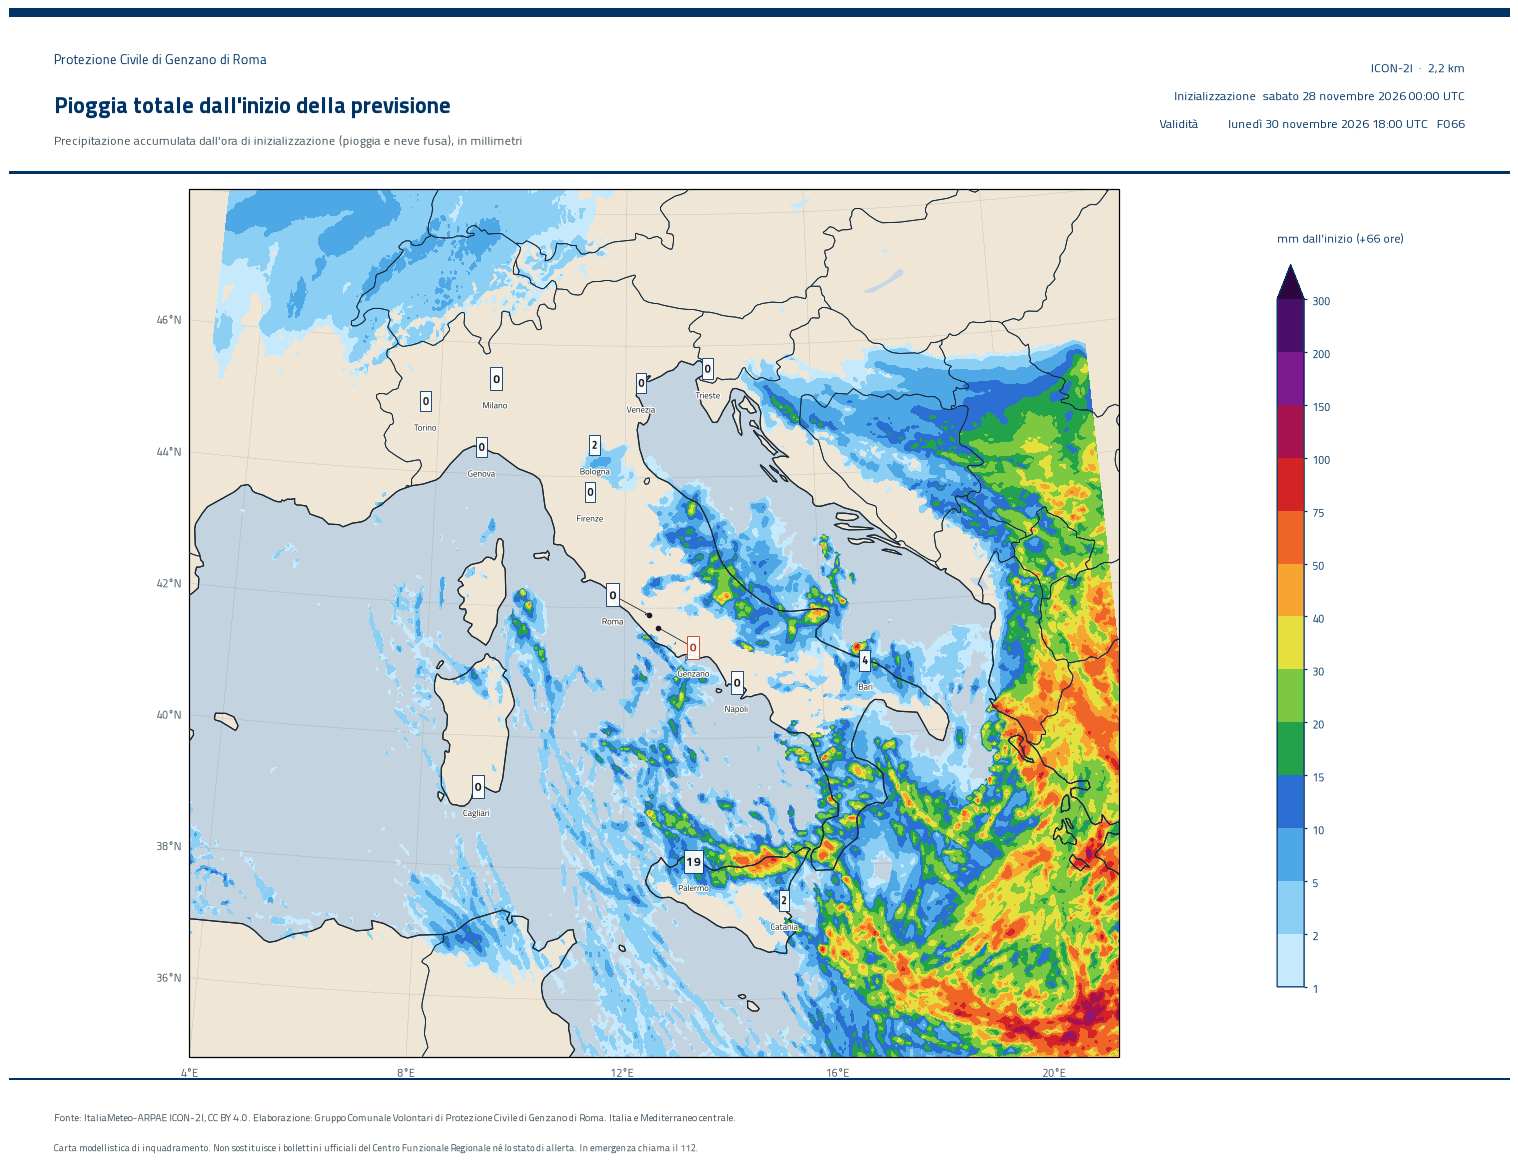 Protezione Civile di Genzano di Roma
Pioggia totale dall'inizio della previsione
Precipitazione accumulata dall'ora di inizializzazione (pioggia e neve fusa), in millimetri
ICON-2I · 2,2 km
Inizializzazione sabato 28 novembre 2026 00:00 UTC
Validità lunedì 30 novembre 2026 18:00 UTC F066
mm dall'inizio (+66 ore)
300
200
150
100
75
50
40
30
20
15
10
5
2
1
46°N
44°N
42°N
40°N
38°N
36°N
4°E
8°E
12°E
16°E
20°E
0
Trieste
0
Milano
0
Venezia
0
Torino
0
Genova
2
Bologna
0
Firenze
0
Roma
0
Genzano
4
Bari
0
Napoli
0
Cagliari
19
Palermo
2
Catania
Fonte: ItaliaMeteo-ARPAE ICON-2I, CC BY 4.0. Elaborazione: Gruppo Comunale Volontari di Protezione Civile di Genzano di Roma. Italia e Mediterraneo centrale.
Carta modellistica di inquadramento. Non sostituisce i bollettini ufficiali del Centro Funzionale Regionale né lo stato di allerta. In emergenza chiama il 112.